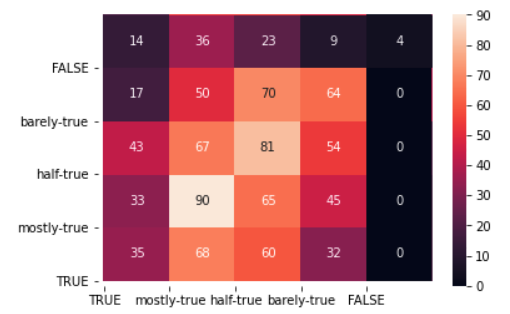 14 36 23 9 4
FALSE
17 50 70 64 0
barely-true
43 67 81 54 0
half-true
33 90 65 45 0
mostly-true
35 68 60 32 0
TRUE
TRUE mostly-true half-true barely-true FALSE
90
80
70
60
50
40
30
20
10
0